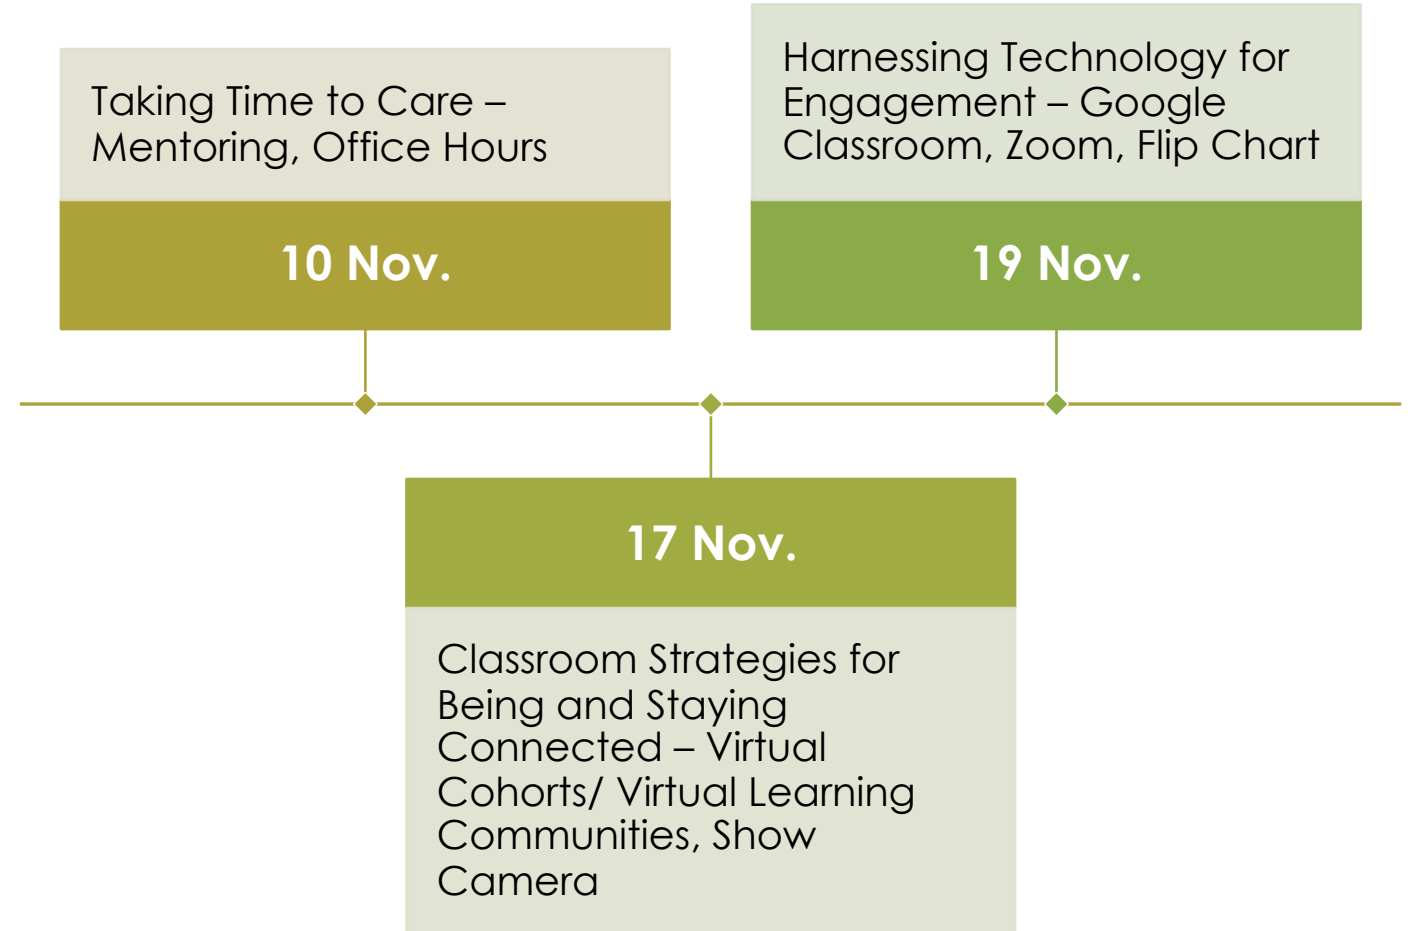 Taking Time to Care –
Mentoring, Office Hours
10 Nov.
17 Nov.
Classroom Strategies for
Being and Staying
Connected – Virtual
Cohorts/ Virtual Learning
Communities, Show
Camera
Harnessing Technology for
Engagement – Google
Classroom, Zoom, Flip Chart
19 Nov.